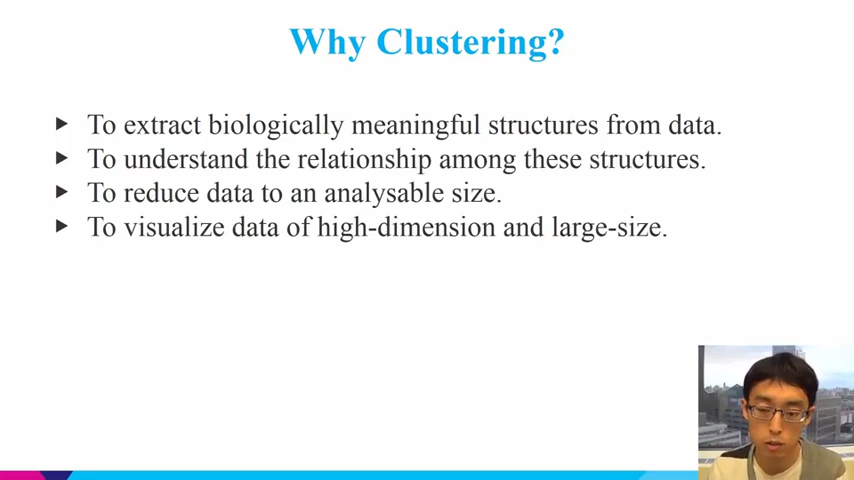 Why Clustering?
To extract biologically meaningful structures from data.
To understand the relationship among these structures.
To reduce data to an analysable size.
To visualize data of high-dimension and large-size.